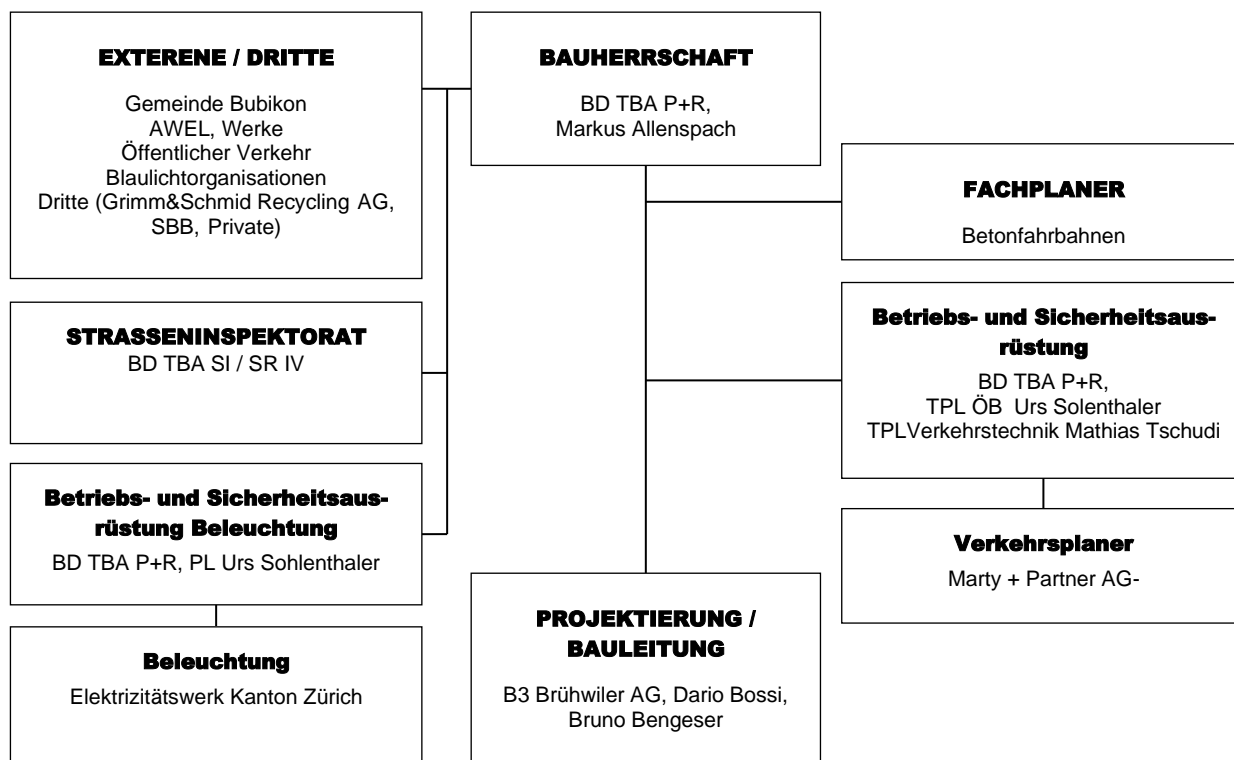 EXTERENE / DRITTE
Gemeinde Bubikon
AWEL, Werke
Öffentlicher Verkehr
Blaulichtorganisationen
Dritte (Grimm&Schmid Recycling AG,
SBB, Private)
BAUHERRSCHAFT
BD TBA P+R,
Markus Allenspach
FACHPLANER
Betonfahrbahnen
STRASSENINSPEKTORAT
BD TBA SI / SR IV
Betriebs- und Sicherheitsaus-
rüstung
BD TBA P+R,
TPL ÖB Urs Solenthaler
TPLVerkehrstechnik Mathias Tschudi
Betriebs- und Sicherheitsaus-
rüstung Beleuchtung
BD TBA P+R, PL Urs Sohlenthaler
Verkehrsplaner
Marty + Partner AG-
PROJEKTIERUNG /
BAULEITUNG
B3 Brühwiler AG, Dario Bossi,
Bruno Bengeser
Beleuchtung
Elektrizitätswerk Kanton Zürich